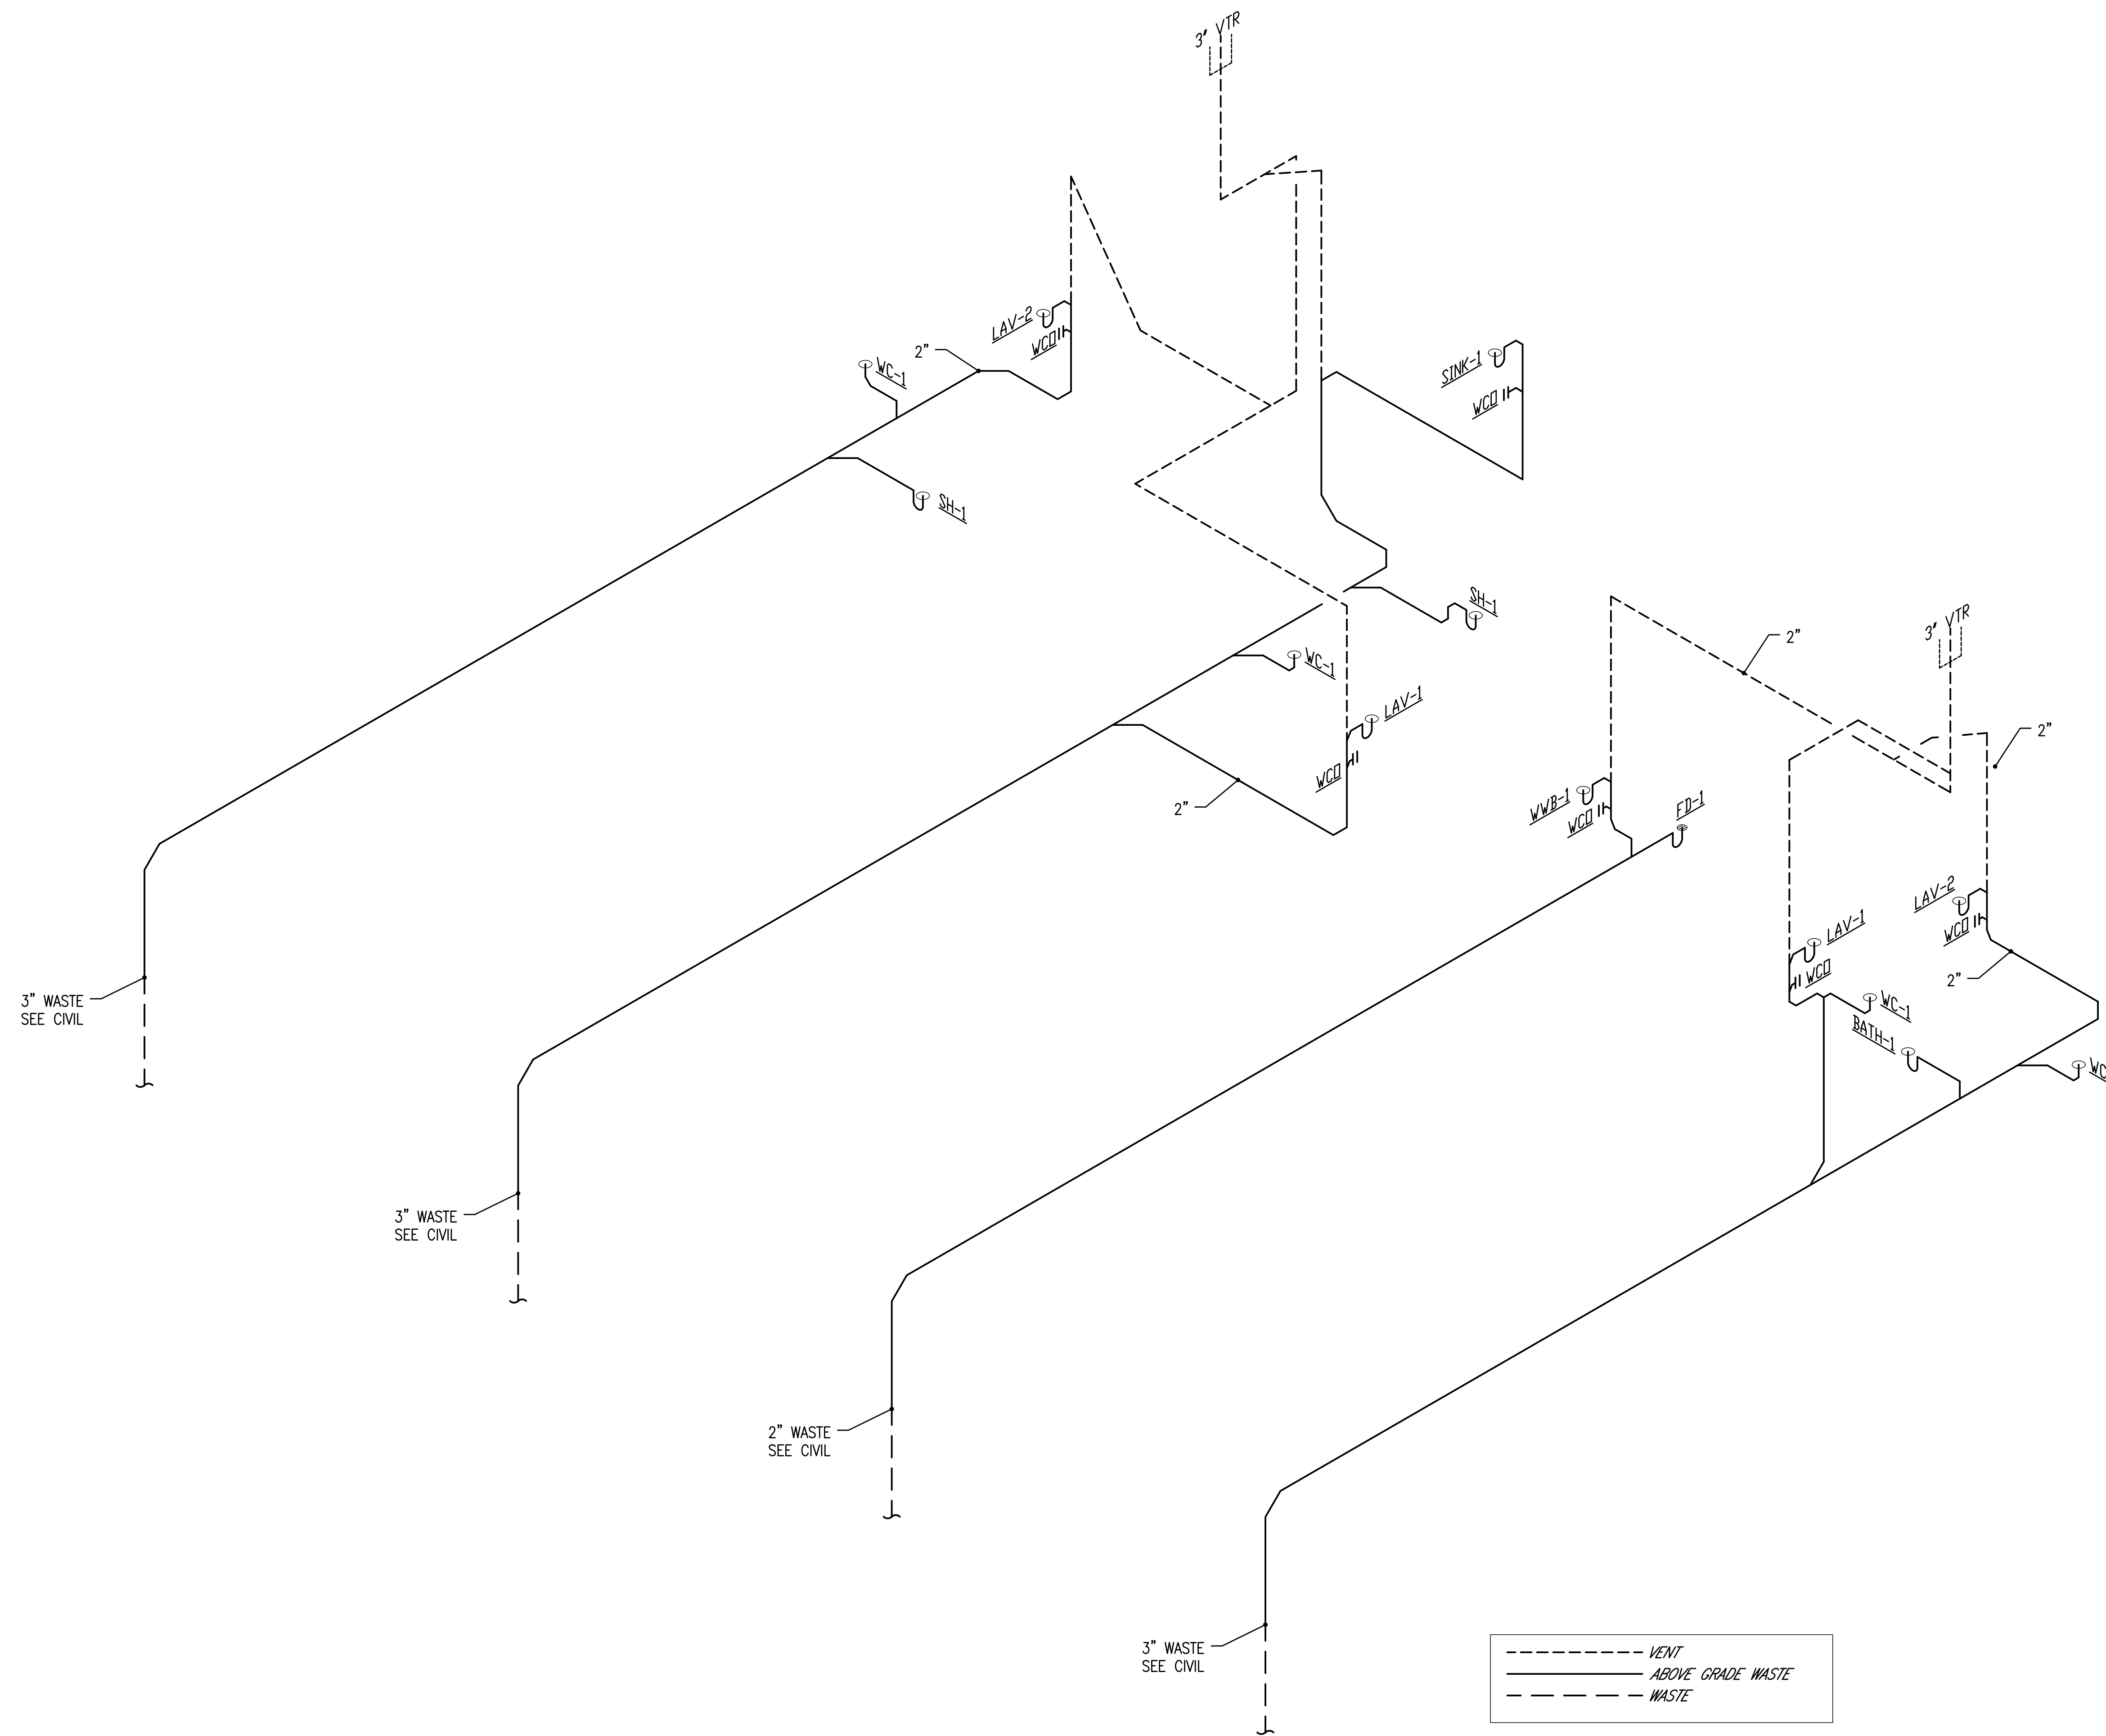 3" VTR
LAV-2
WCO
2"
WC-1
SH-1
SINK-1
WCO
SH-1
WC-1
LAV-1
WCO
2"
2"
3" VTR
2"
WWB-1
WCO
FD-1
LAV-2
WCO
2"
LAV-1
WCO
WC-1
BATH-1
WC
3" WASTE
SEE CIVIL
3" WASTE
SEE CIVIL
2" WASTE
SEE CIVIL
3" WASTE
SEE CIVIL
VENT
ABOVE GRADE WASTE
WASTE